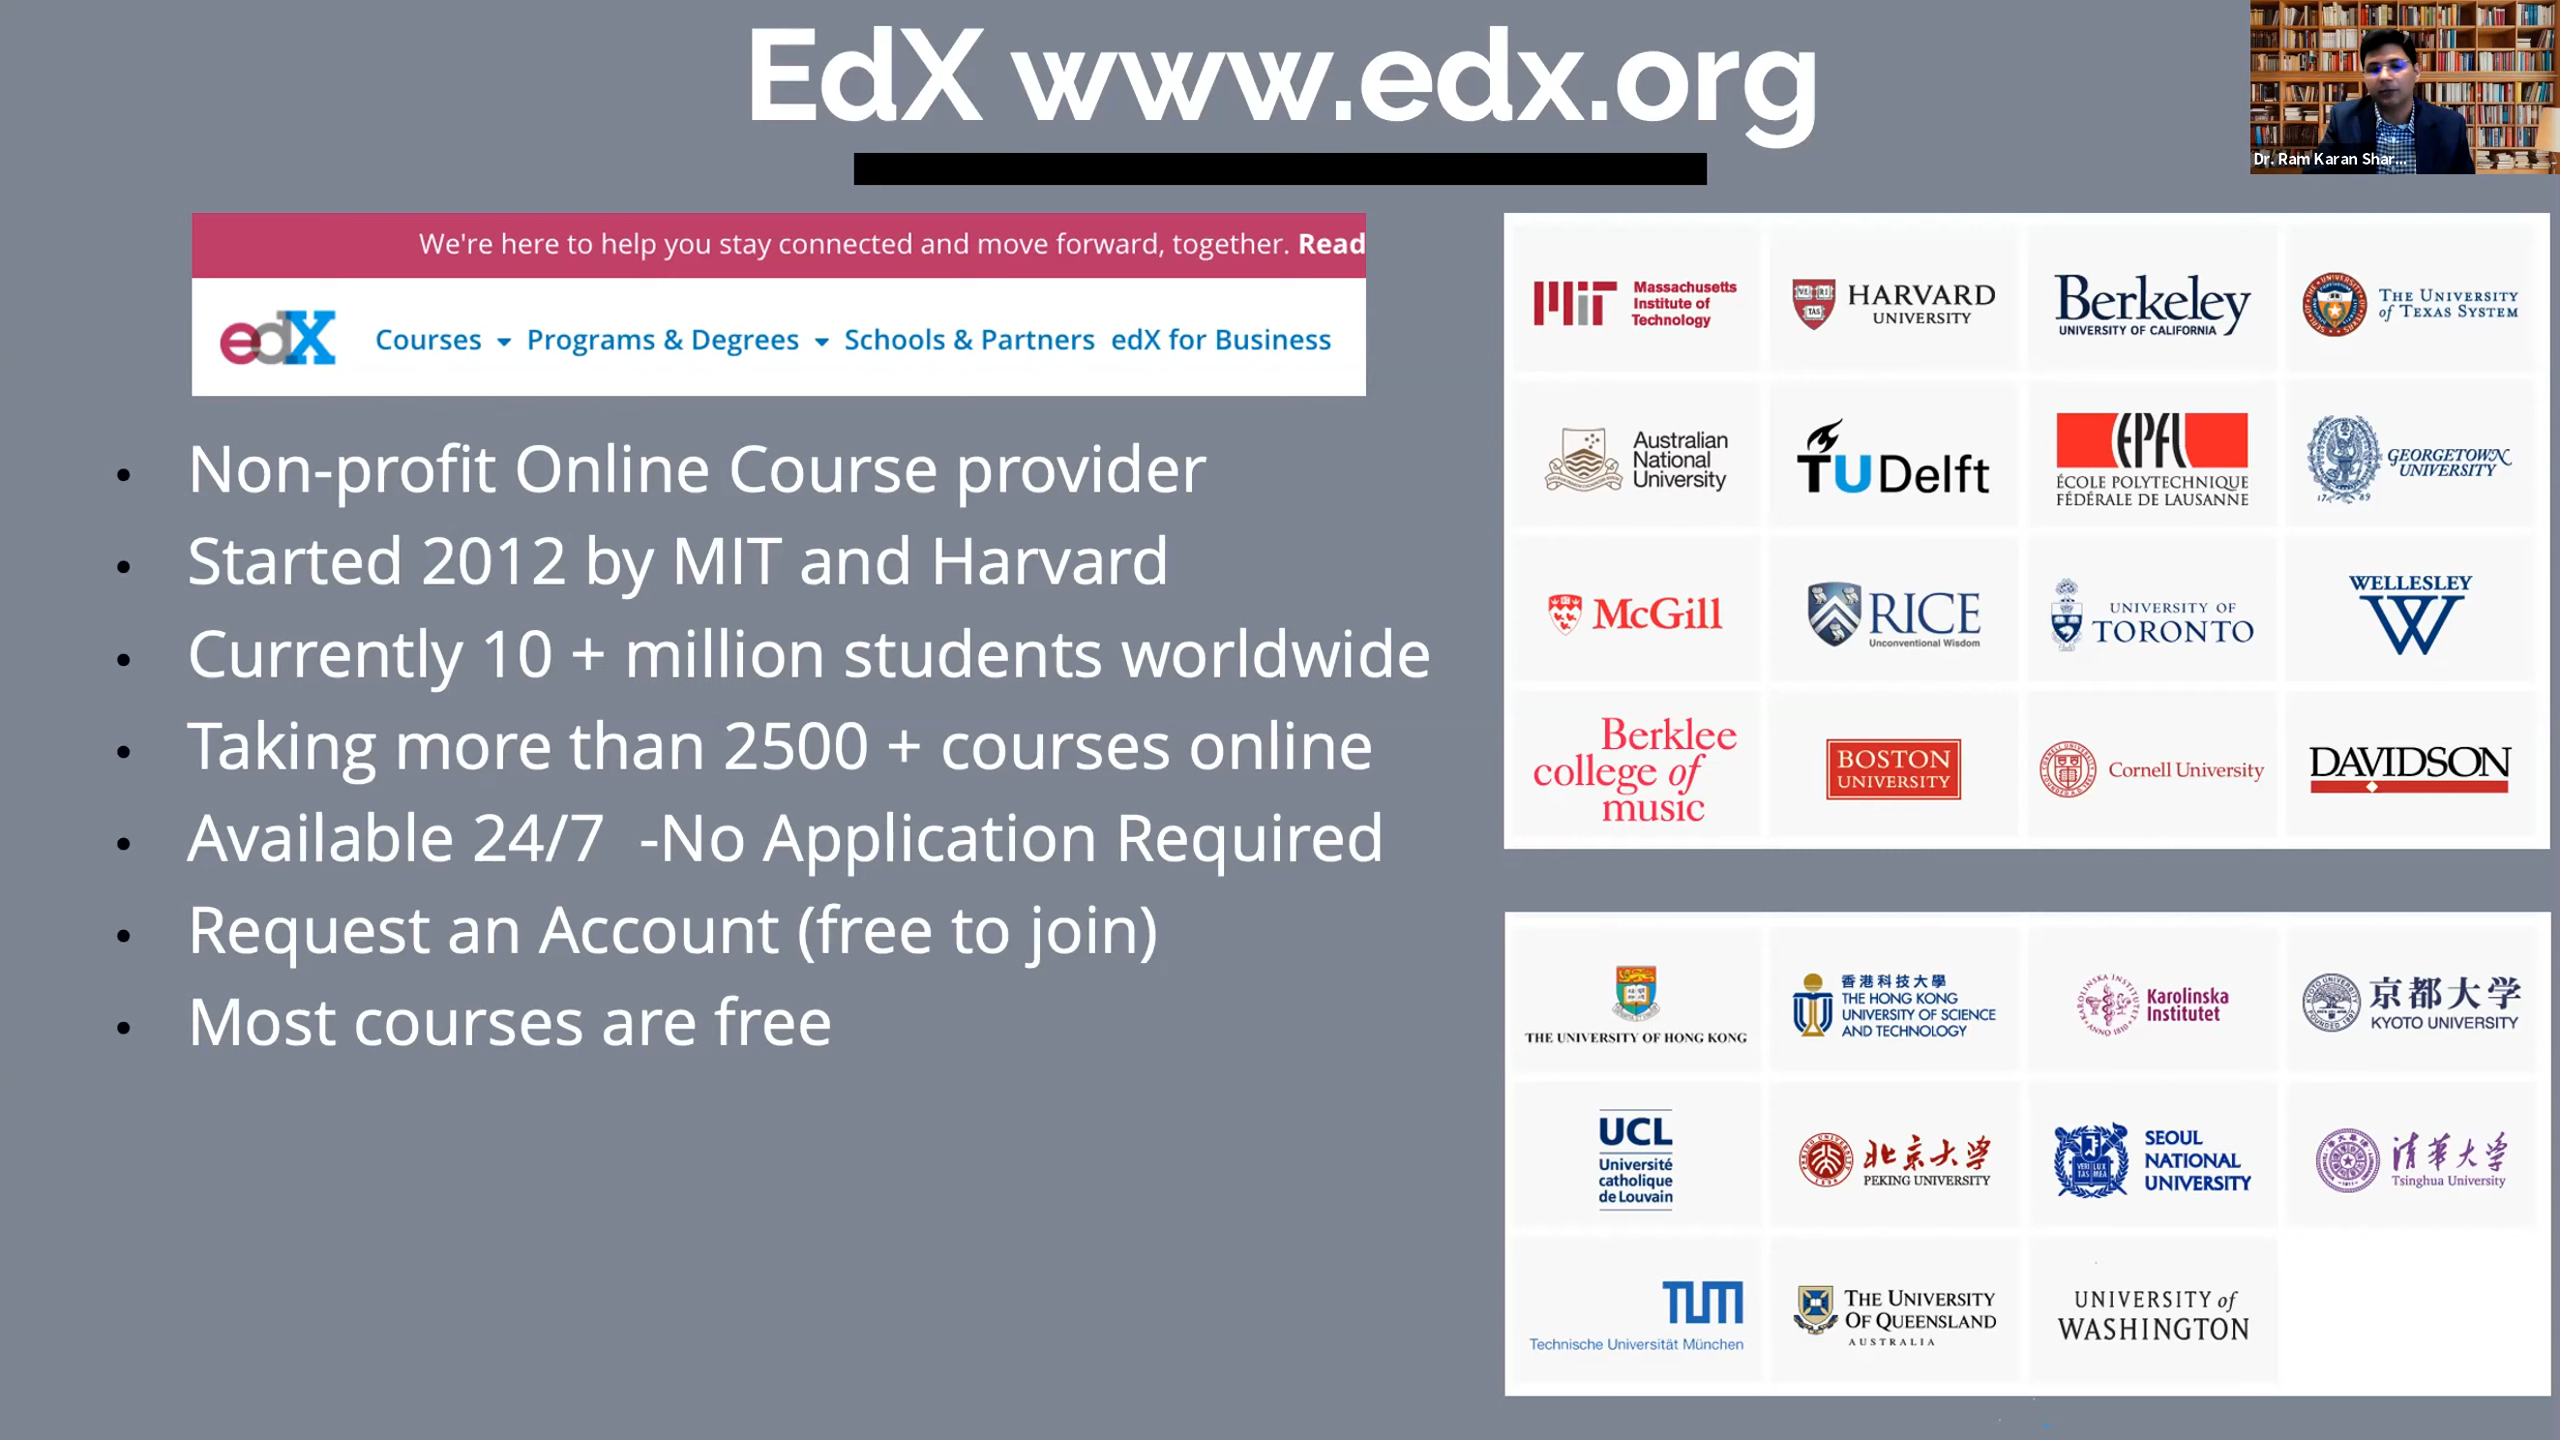 EdX www.edx.org
Dr. Ram Karan Shar...
We're here to help you stay connected and move forward, together. Read
edX Courses Programs & Degrees Schools & Partners edX for Business
• Non-profit Online Course provider
• Started 2012 by MIT and Harvard
• Currently 10 + million students worldwide
• Taking more than 2500 + courses online
• Available 24/7 -No Application Required
• Request an Account (free to join)
• Most courses are free
MIT
Massachusetts
Institute of
Technology
HARVARD
UNIVERSITY
Berkeley
UNIVERSITY OF CALIFORNIA
THE UNIVERSITY
of TEXAS SYSTEM
Australian
National
University
TUDelft
EPFL
ÉCOLE POLYTECHNIQUE
FÉDÉRALE DE LAUSANNE
GEORGETOWN
UNIVERSITY
17 89
McGill
RICE
Unconventional Wisdom
UNIVERSITY OF
TORONTO
WELLESLEY
W
Berklee
college of
music
BOSTON
UNIVERSITY
Cornell University
DAVIDSON
THE UNIVERSITY OF HONG KONG
香港科技大學
THE HONG KONG
UNIVERSITY OF SCIENCE
AND TECHNOLOGY
Karolinska
Institutet
京都大学
KYOTO UNIVERSITY
UCL
Université
catholique
de Louvain
北京大学
PEKING UNIVERSITY
SEOUL
NATIONAL
UNIVERSITY
清華大学
Tsinghua University
TUM
Technische Universität München
THE UNIVERSITY
OF QUEENSLAND
AUSTRALIA
UNIVERSITY of
WASHINGTON